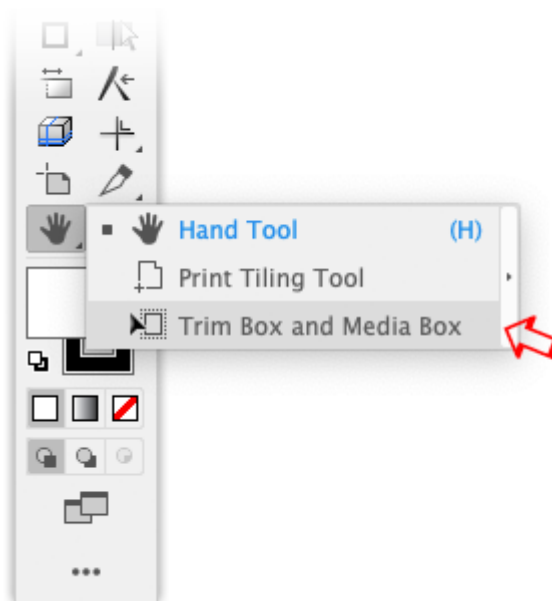 Hand Tool (H)
Print Tiling Tool
Trim Box and Media Box